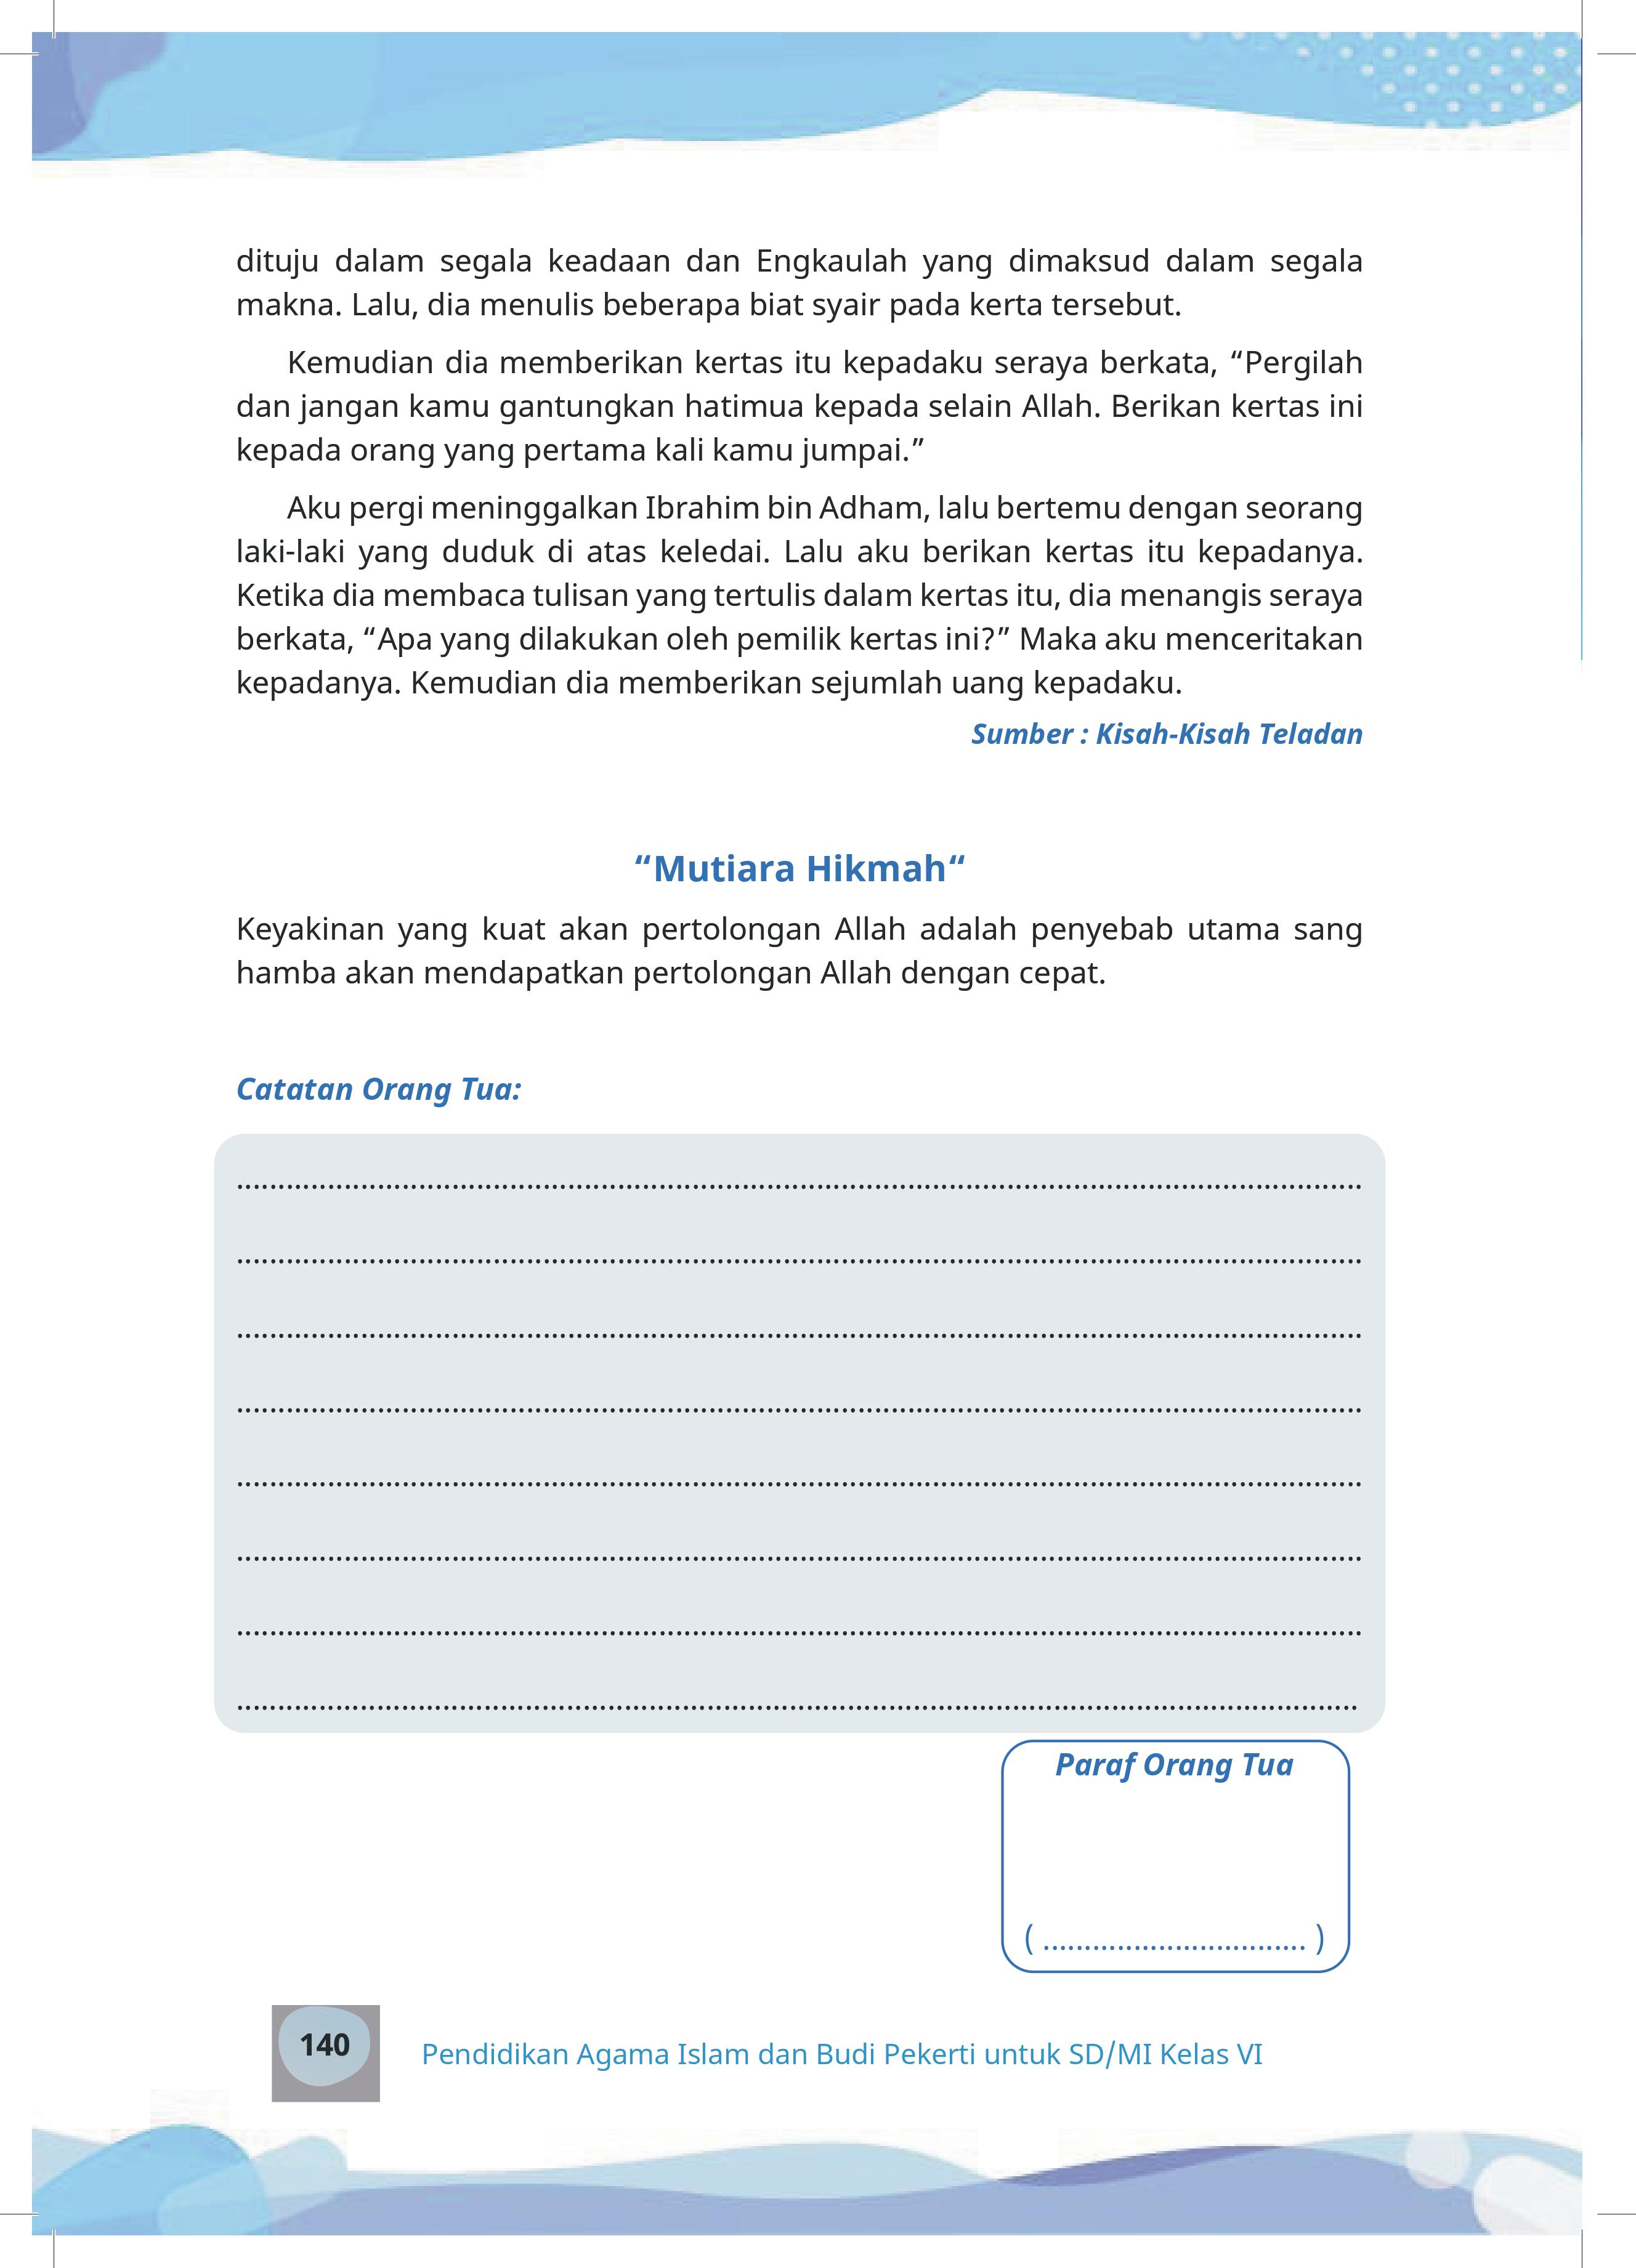 dituju dalam segala keadaan dan Engkaulah yang dimaksud dalam segala
makna. Lalu, dia menulis beberapa biat syair pada kerta tersebut.
Kemudian dia memberikan kertas itu kepadaku seraya berkata, “Pergilah
dan jangan kamu gantungkan hatimua kepada selain Allah. Berikan kertas ini
kepada orang yang pertama kali kamu jumpai.”
Aku pergi meninggalkan Ibrahim bin Adham, lalu bertemu dengan seorang
laki-laki yang duduk di atas keledai. Lalu aku berikan kertas itu kepadanya.
Ketika dia membaca tulisan yang tertulis dalam kertas itu, dia menangis seraya
berkata, “Apa yang dilakukan oleh pemilik kertas ini?” Maka aku menceritakan
kepadanya. Kemudian dia memberikan sejumlah uang kepadaku.
Sumber : Kisah-Kisah Teladan
“Mutiara Hikmah“
Keyakinan yang kuat akan pertolongan Allah adalah penyebab utama sang
hamba akan mendapatkan pertolongan Allah dengan cepat.
Catatan Orang Tua:
Paraf Orang Tua
( ................................ )
140
Pendidikan Agama Islam dan Budi Pekerti untuk SD/MI Kelas VI